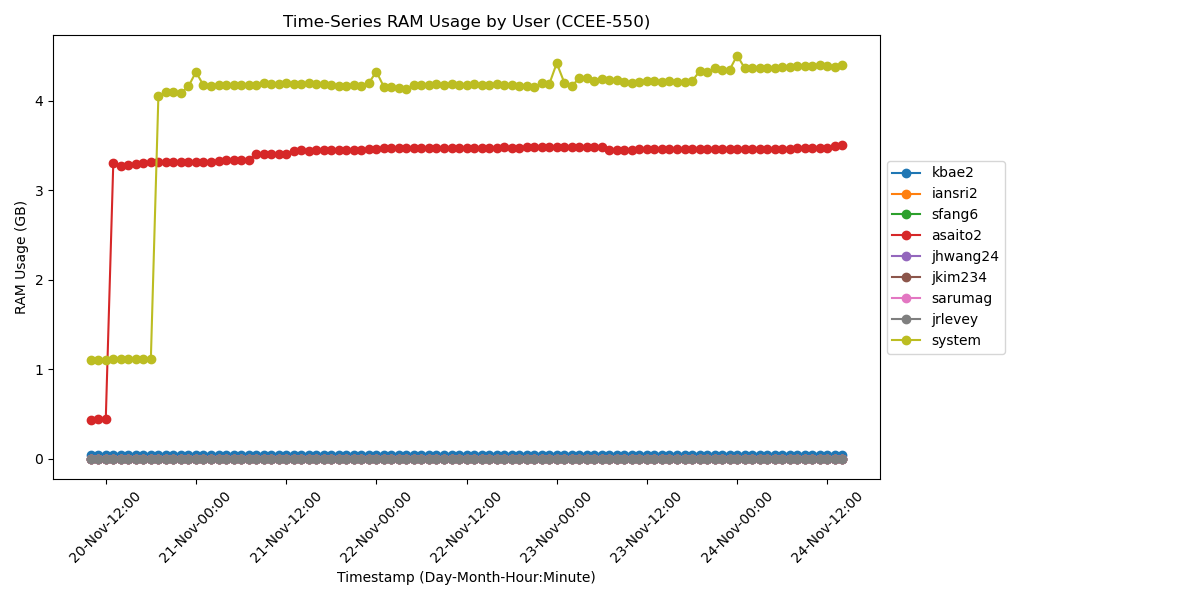 Time-Series RAM Usage by User (CCEE-550)
RAM Usage (GB)
4
3
2
1
0
20-Nov-12:00
21-Nov-00:00
21-Nov-12:00
22-Nov-00:00
22-Nov-12:00
23-Nov-00:00
23-Nov-12:00
24-Nov-00:00
24-Nov-12:00
Timestamp (Day-Month-Hour:Minute)
kbae2
iansri2
sfang6
asaito2
jhwang24
jkim234
sarumag
jrlevey
system